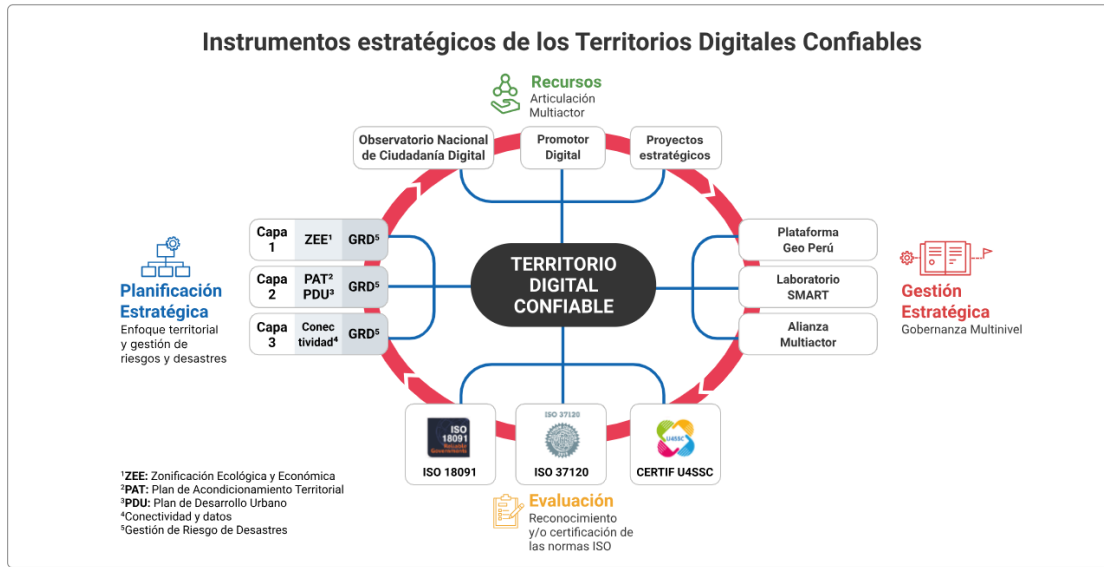 Instrumentos estratégicos de los Territorios Digitales Confiables
Recursos
Articulación
Multiactor
Observatorio Nacional
de Ciudadanía Digital
Promotor
Digital
Proyectos
estratégicos
Planificación
Estratégica
Enfoque territorial
y gestión de
riesgos y desastres
Capa
1
ZEE¹
GRD⁵
Capa
2
PAT²
PDU³
GRD⁵
Capa
3
Conec
tividad⁴
GRD⁵
TERRITORIO
DIGITAL
CONFIABLE
Plataforma
Geo Perú
Laboratorio
SMART
Alianza
Multiactor
Gestión
Estratégica
Gobernanza Multinivel
ISO
18091
ISO 18091
ISO 37120
ISO 37120
U4SSC
CERTIF U4SSC
Evaluación
Reconocimiento
y/o certificación de
las normas ISO
¹ZEE: Zonificación Ecológica y Económica
²PAT: Plan de Acondicionamiento Territorial
³PDU: Plan de Desarrollo Urbano
⁴Conectividad y datos
⁵Gestión de Riesgo de Desastres